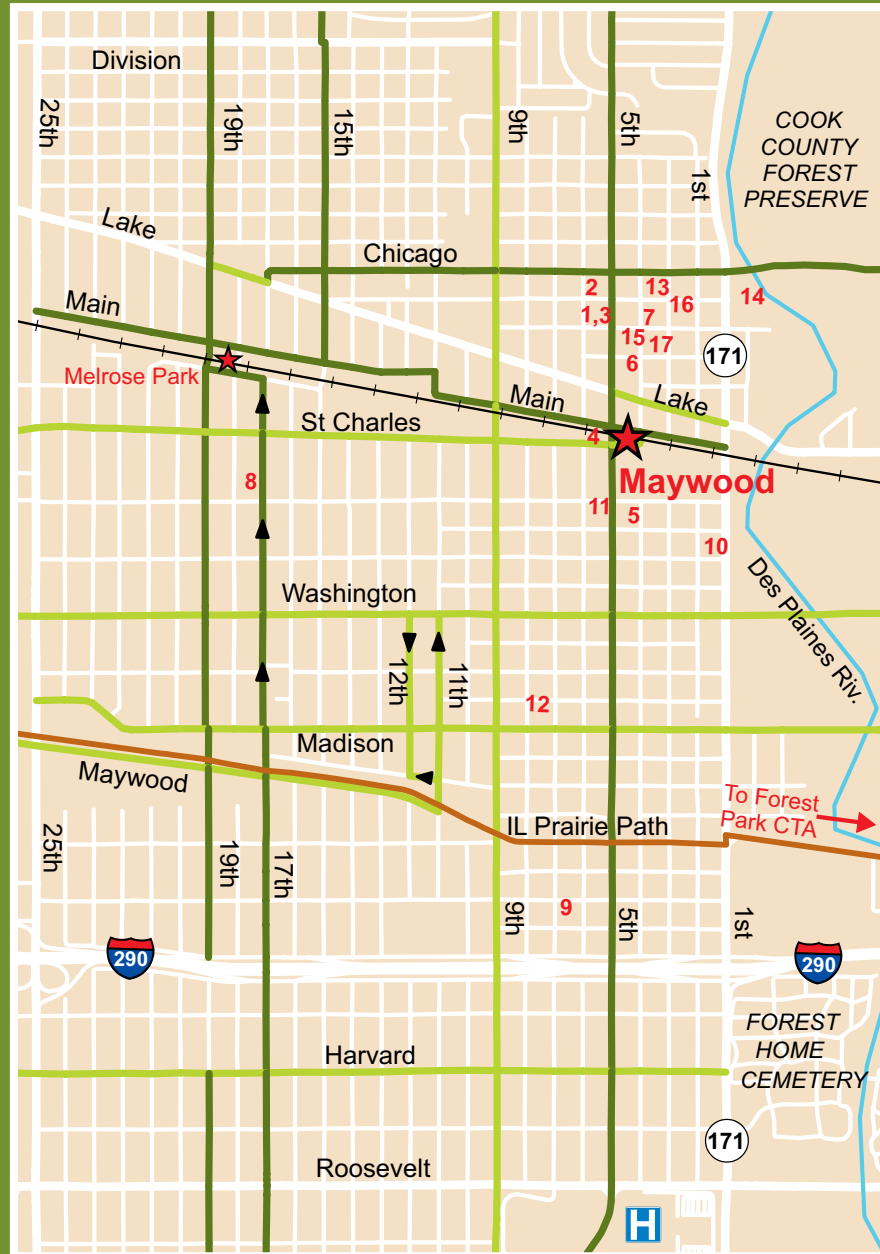 Division
25th
19th
15th
9th
5th
1st
COOK
COUNTY
FOREST
PRESERVE
Lake
Chicago
2
13
16
14
1,3
7
Main
15
17
6
171
Melrose Park
Main
Lake
St Charles
4
Maywood
8
11
5
10
Des Plaines Riv.
Washington
12th
11th
12
Madison
Maywood
To Forest
Park CTA
IL Prairie Path
25th
19th
17th
9th
9
5th
1st
290
290
FOREST
HOME
CEMETERY
Harvard
171
Roosevelt
H